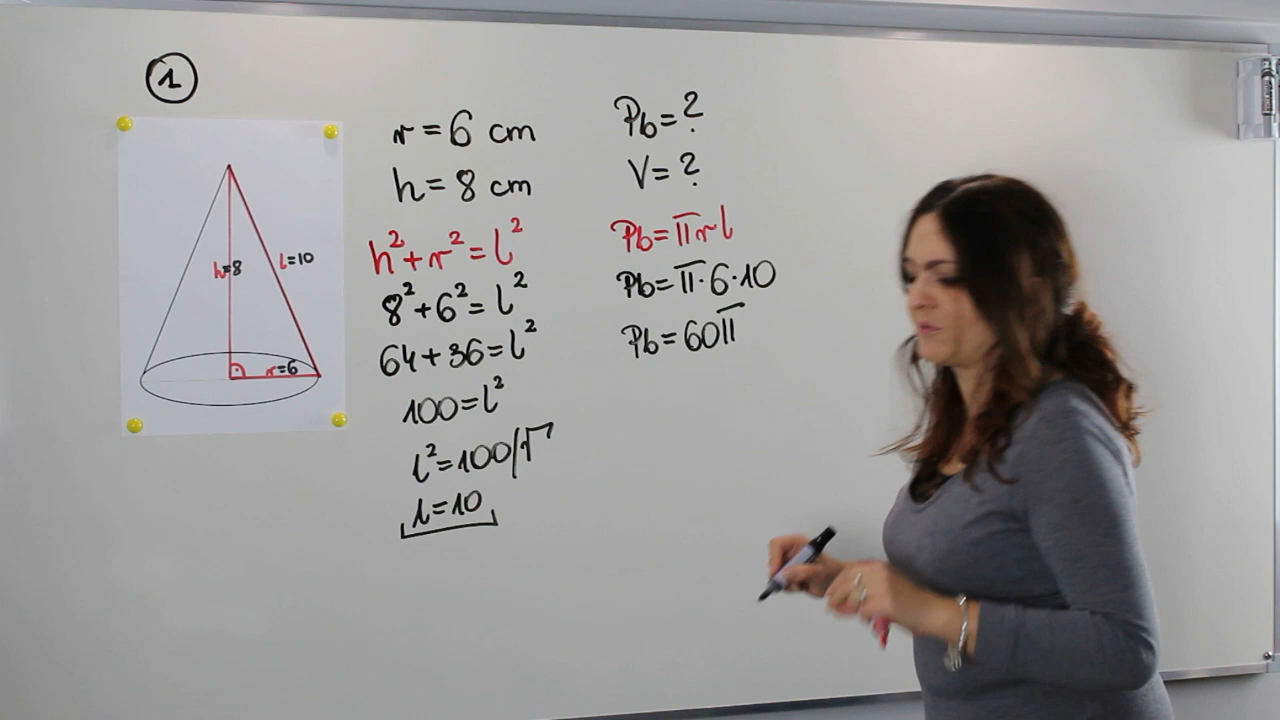 1
h=8
l=10
r=6
r=6 cm
h=8 cm
h²+r²=l²
8²+6²=l²
64+36=l²
100=l²
l²=100/√
l=10
Pb=?
V=?
Pb=πrl
Pb=π·6·10
Pb=60π